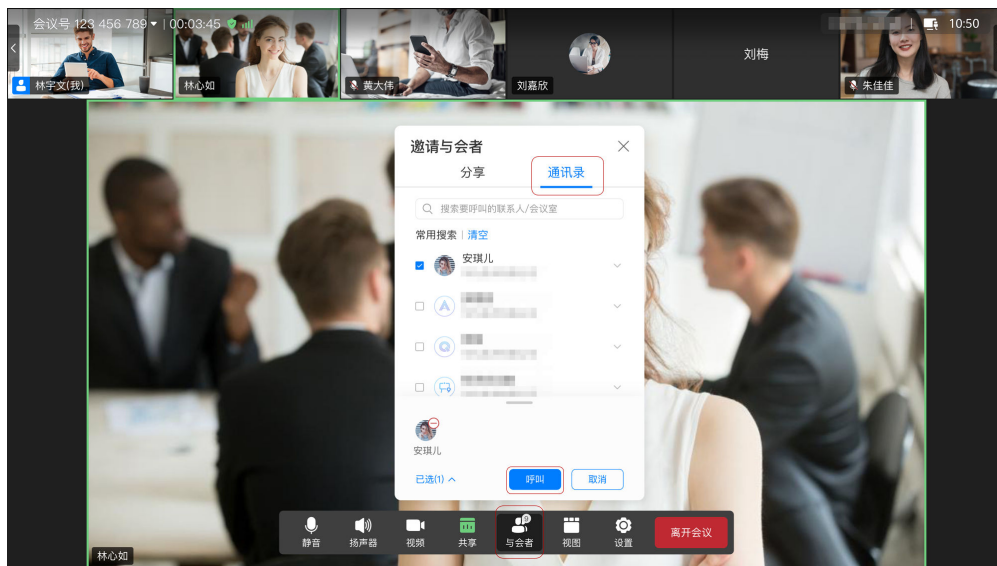 会议号 123 456 789 | 00:03:45
10:50
林宇文(我)
林心如
黄大伟
刘嘉欣
刘梅
朱佳佳
邀请与会者
分享
通讯录
搜索要呼叫的联系人/会议室
常用搜索 | 清空
安琪儿
安琪儿
已选(1)
呼叫
取消
静音
扬声器
视频
共享
与会者
视图
设置
离开会议
林心如